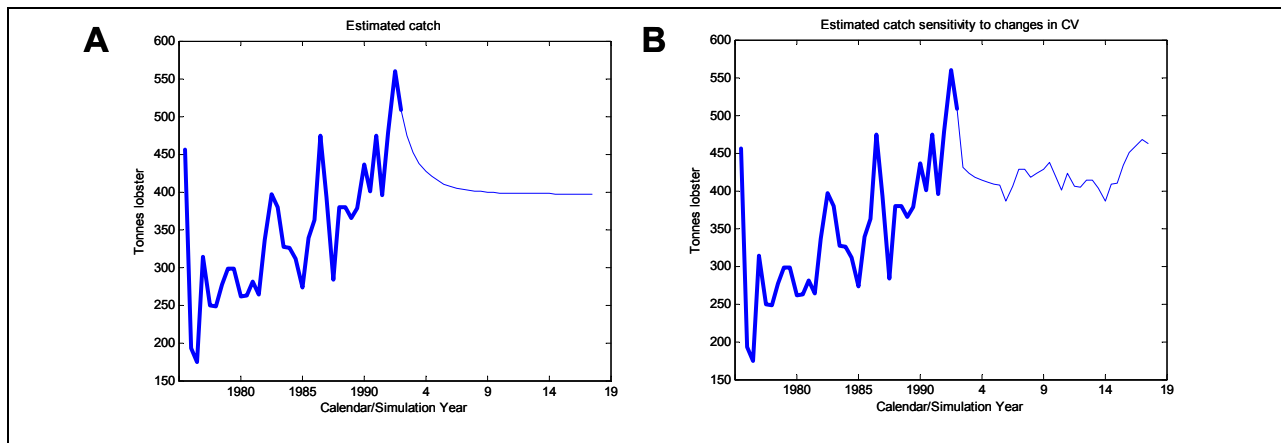 A
Estimated catch
600
550
500
450
400
350
300
250
200
150
Tonnes lobster
1980 1985 1990 4 9 14 19
Calendar/Simulation Year
B
Estimated catch sensitivity to changes in CV
600
550
500
450
400
350
300
250
200
150
Tonnes lobster
1980 1985 1990 4 9 14 19
Calendar/Simulation Year